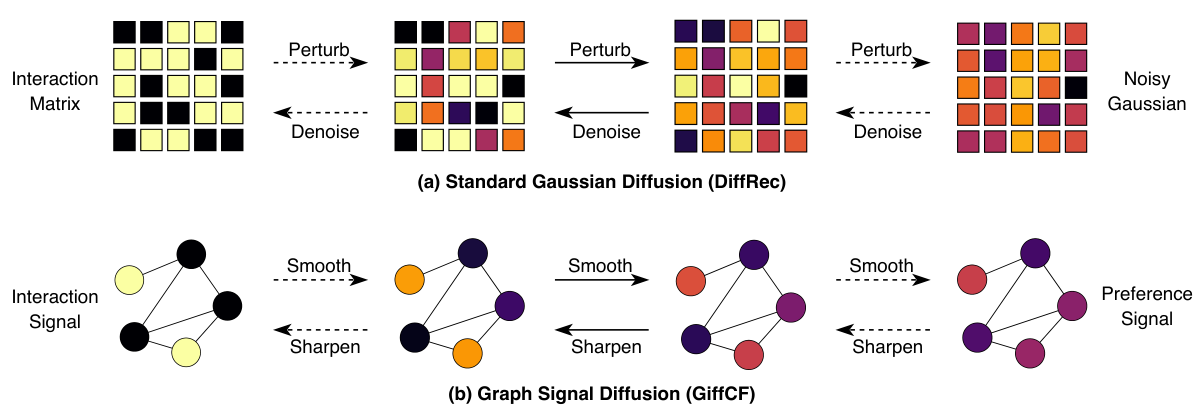 Perturb
Perturb
Perturb
Interaction
Matrix
Noisy
Gaussian
Denoise
Denoise
Denoise
(a) Standard Gaussian Diffusion (DiffRec)
Smooth
Smooth
Smooth
Interaction
Signal
Preference
Signal
Sharpen
Sharpen
Sharpen
(b) Graph Signal Diffusion (GiffCF)